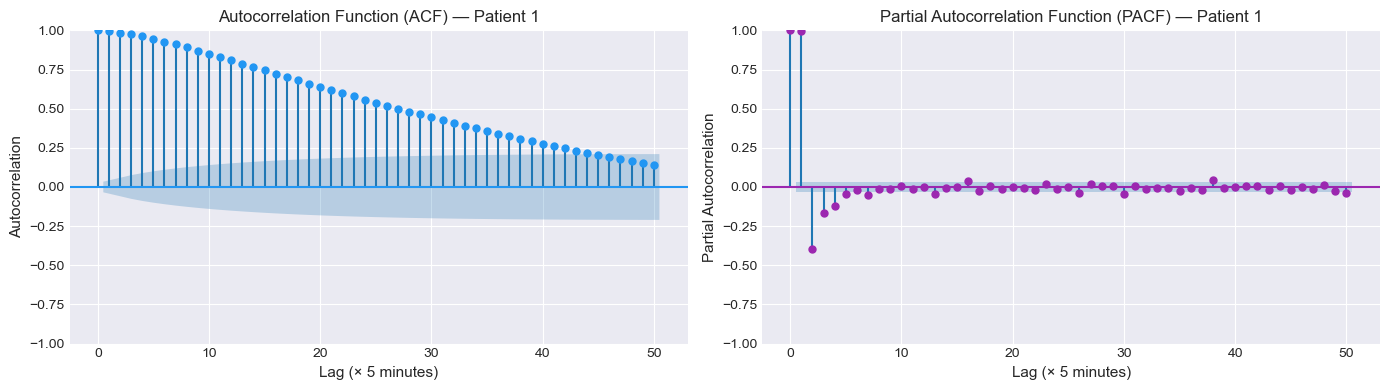 Autocorrelation Function (ACF) — Patient 1
1.00
0.75
0.50
0.25
0.00
−0.25
−0.50
−0.75
−1.00
Autocorrelation
0 10 20 30 40 50
Lag (× 5 minutes)
Partial Autocorrelation Function (PACF) — Patient 1
1.00
0.75
0.50
0.25
0.00
−0.25
−0.50
−0.75
−1.00
Partial Autocorrelation
0 10 20 30 40 50
Lag (× 5 minutes)